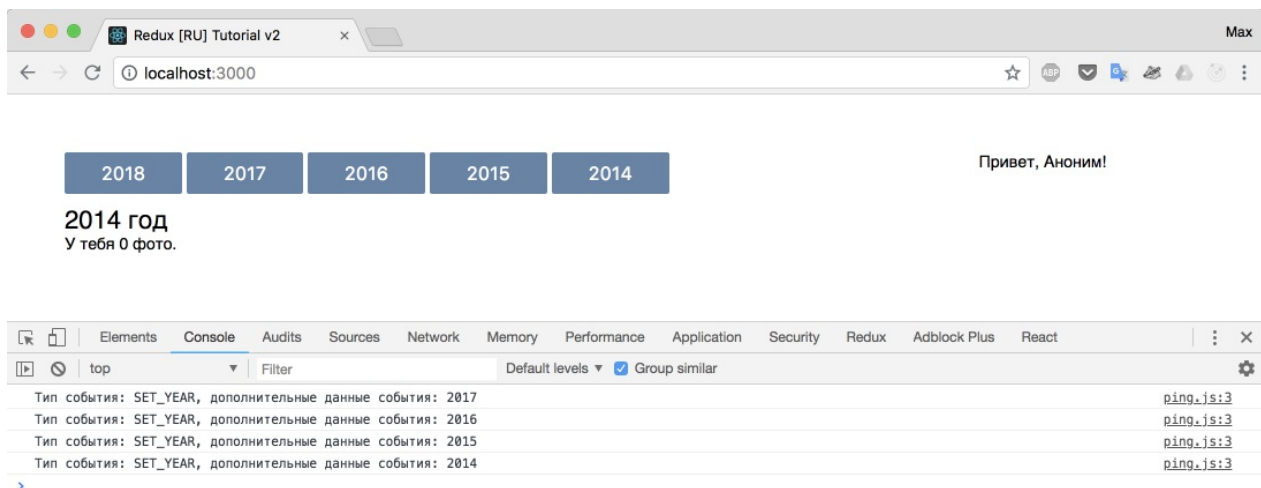 Redux [RU] Tutorial v2
Max
localhost:3000
ABP
2018 2017 2016 2015 2014
Привет, Аноним!
2014 год
У тебя 0 фото.
Elements Console Audits Sources Network Memory Performance Application Security Redux Adblock Plus React
top Filter Default levels Group similar
Тип события: SET_YEAR, дополнительные данные события: 2017 ping.js:3
Тип события: SET_YEAR, дополнительные данные события: 2016 ping.js:3
Тип события: SET_YEAR, дополнительные данные события: 2015 ping.js:3
Тип события: SET_YEAR, дополнительные данные события: 2014 ping.js:3